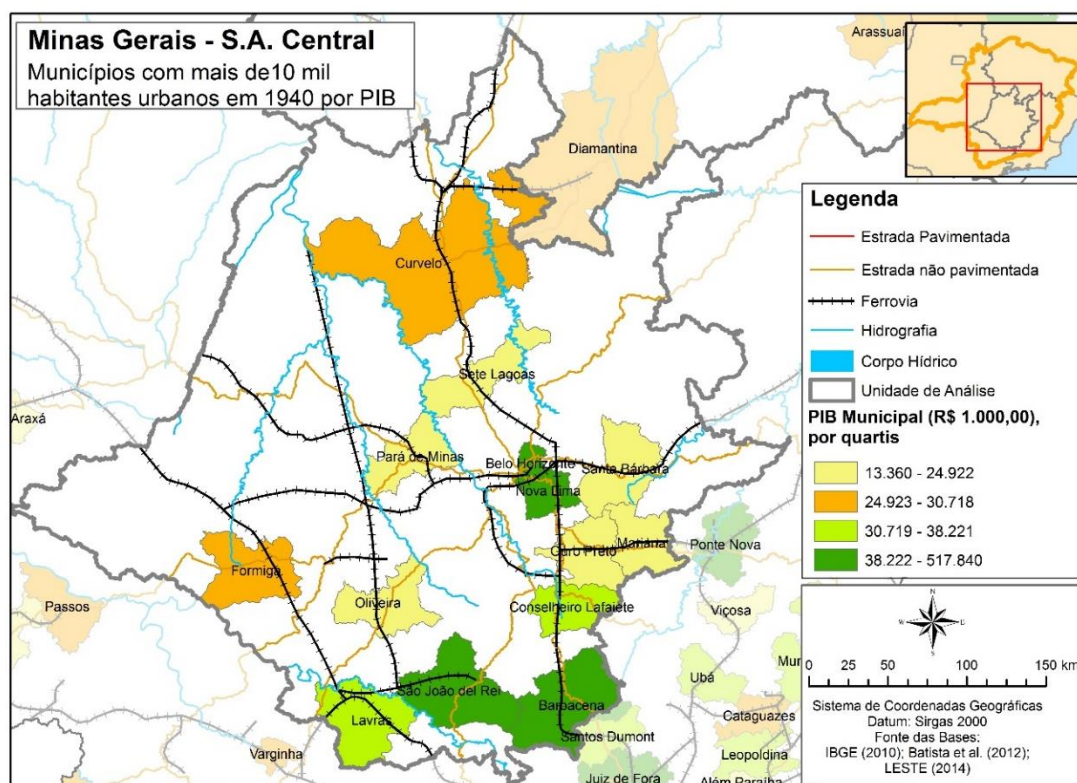 Minas Gerais - S.A. Central
Municípios com mais de10 mil
habitantes urbanos em 1940 por PIB
Arassuaí
Diamantina
Curvelo
Sete Lagoas
Araxá
Pará de Minas
Belo Horizonte
Santa Bárbara
Nova Lima
Ouro Preto
Mariana
Ponte Nova
Formiga
Passos
Oliveira
Conselheiro Lafaiete
Viçosa
São João del Rei
Barbacena
Ubá
Mur
Lavras
Santos Dumont
Cataguazes
Varginha
Leopoldina
Juiz de Fora
Além Paraíba
Legenda
Estrada Pavimentada
Estrada não pavimentada
Ferrovia
Hidrografia
Corpo Hídrico
Unidade de Análise
PIB Municipal (R$ 1.000,00),
por quartis
13.360 - 24.922
24.923 - 30.718
30.719 - 38.221
38.222 - 517.840
N
W E
S
0 25 50 100 150 km
Sistema de Coordenadas Geográficas
Datum: Sirgas 2000
Fonte das Bases:
IBGE (2010); Batista et al. (2012);
LESTE (2014)